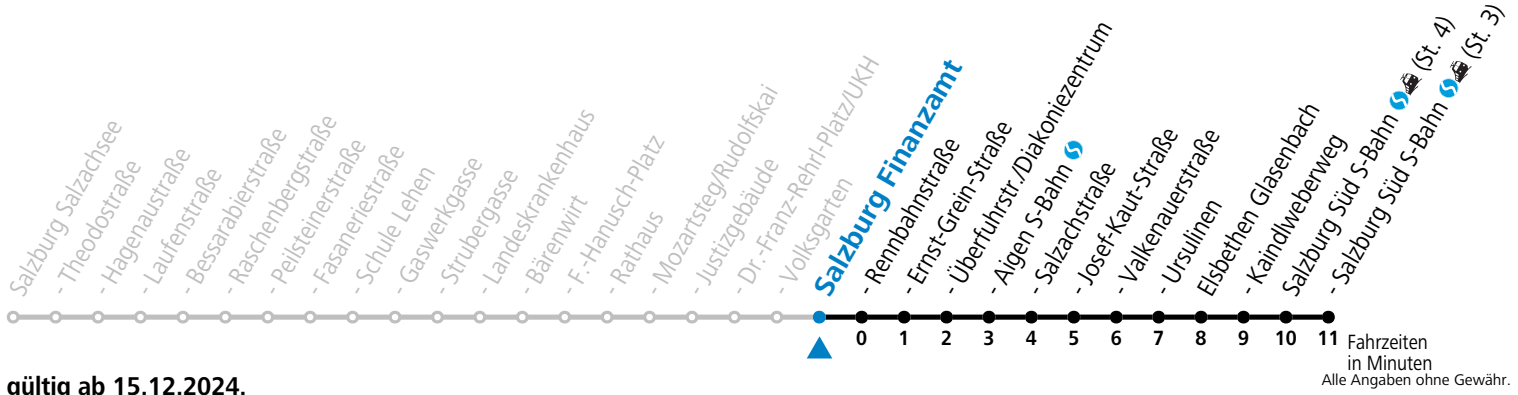 Salzburg Salzachsee
- Theodostraße
- Hagenaustraße
- Laufenstraße
- Bessarabierstraße
- Raschenbergstraße
- Peilsteinerstraße
- Fasaneriestraße
- Schule Lehen
- Gaswerkgasse
- Strubergasse
- Landeskrankenhaus
- Bärenwirt
- F.-Hanusch-Platz
- Rathaus
- Mozartsteg/Rudolfskai
- Justizgebäude
- Dr.-Franz-Rehrl-Platz/UKH
- Volksgarten
Salzburg Finanzamt
- Rennbahnstraße
- Ernst-Grein-Straße
- Überfuhrstr./Diakoniezentrum
- Aigen S-Bahn
- Salzachstraße
- Josef-Kaut-Straße
- Valkenauerstraße
- Ursulinen
Elsbethen Glasenbach
- Kaindlweberweg
Salzburg Süd S-Bahn (St. 4)
- Salzburg Süd S-Bahn (St. 3)
0 1 2 3 4 5 6 7 8 9 10 11
Fahrzeiten
in Minuten
Alle Angaben ohne Gewähr.
gültig ab 15.12.2024.